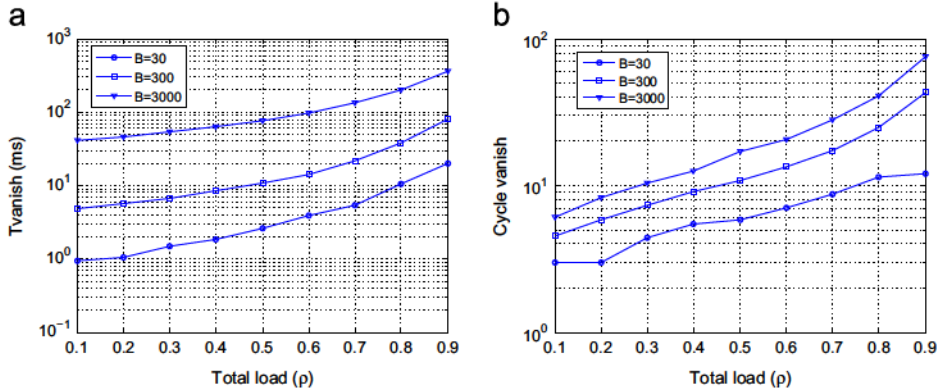 a
10^3
10^2
10^1
10^0
10^-1
Tvanish (ms)
B=30
B=300
B=3000
0.1 0.2 0.3 0.4 0.5 0.6 0.7 0.8 0.9
Total load (ρ)
b
10^2
10^1
10^0
Cycle vanish
B=30
B=300
B=3000
0.1 0.2 0.3 0.4 0.5 0.6 0.7 0.8 0.9
Total load (ρ)